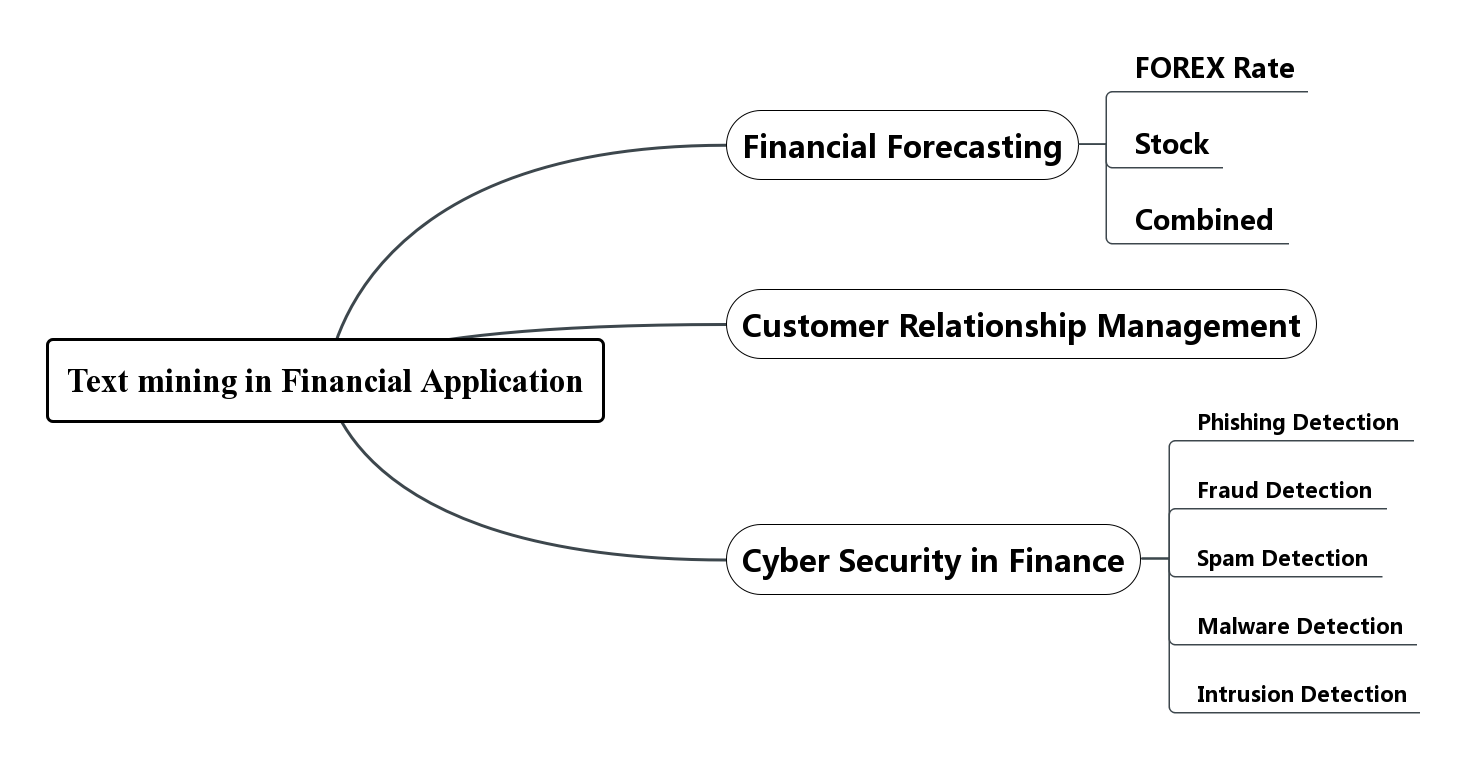 FOREX Rate
Financial Forecasting
Stock
Combined
Customer Relationship Management
Text mining in Financial Application
Phishing Detection
Fraud Detection
Cyber Security in Finance
Spam Detection
Malware Detection
Intrusion Detection